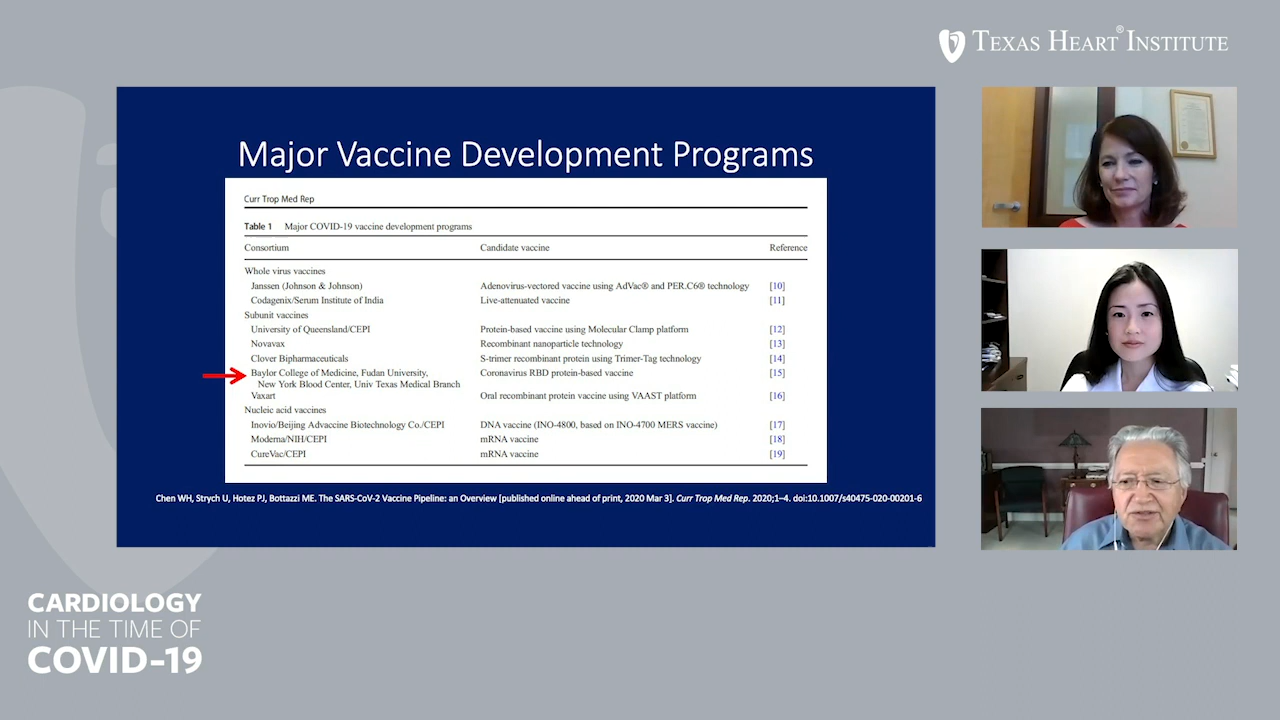 TEXAS HEART® INSTITUTE
Major Vaccine Development Programs
Curr Trop Med Rep
Table 1 Major COVID-19 vaccine development programs
Consortium Candidate vaccine Reference
Whole virus vaccines
Janssen (Johnson & Johnson) Adenovirus-vectored vaccine using AdVac® and PER.C6® technology [10]
Codagenix/Serum Institute of India Live-attenuated vaccine [11]
Subunit vaccines
University of Queensland/CEPI Protein-based vaccine using Molecular Clamp platform [12]
Novavax Recombinant nanoparticle technology [13]
Clover Bipharmaceuticals S-trimer recombinant protein using Trimer-Tag technology [14]
Baylor College of Medicine, Fudan University, Coronavirus RBD protein-based vaccine [15]
New York Blood Center, Univ Texas Medical Branch
Vaxart Oral recombinant protein vaccine using VAAST platform [16]
Nucleic acid vaccines
Inovio/Beijing Advaccine Biotechnology Co./CEPI DNA vaccine (INO-4800, based on INO-4700 MERS vaccine) [17]
Moderna/NIH/CEPI mRNA vaccine [18]
CureVac/CEPI mRNA vaccine [19]
Chen WH, Strych U, Hotez PJ, Bottazzi ME. The SARS-CoV-2 Vaccine Pipeline: an Overview [published online ahead of print, 2020 Mar 3]. Curr Trop Med Rep. 2020;1–4. doi:10.1007/s40475-020-00201-6
CARDIOLOGY
IN THE TIME OF
COVID-19